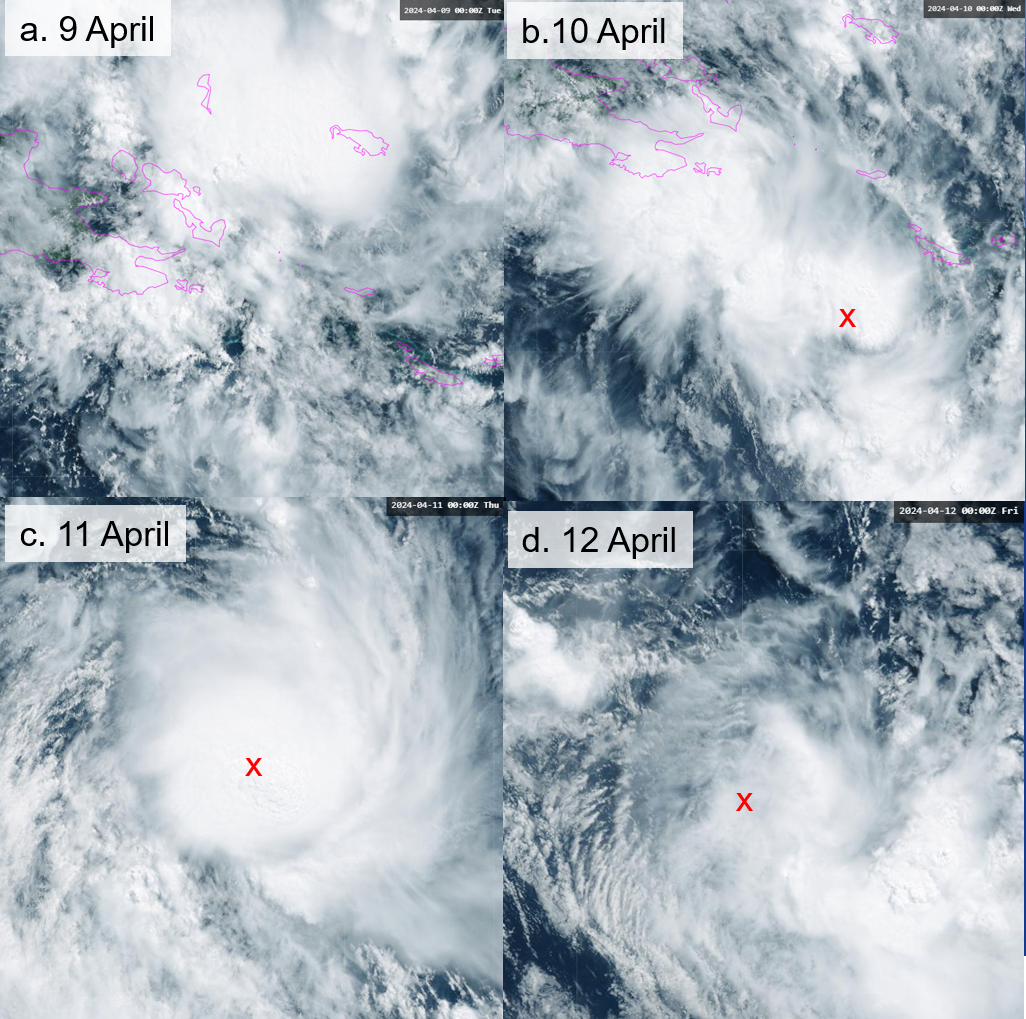 a. 9 April
2024-04-09 00:00Z Tue
b.10 April
2024-04-10 00:00Z Wed
X
c. 11 April
2024-04-11 00:00Z Thu
X
d. 12 April
2024-04-12 00:00Z Fri
X